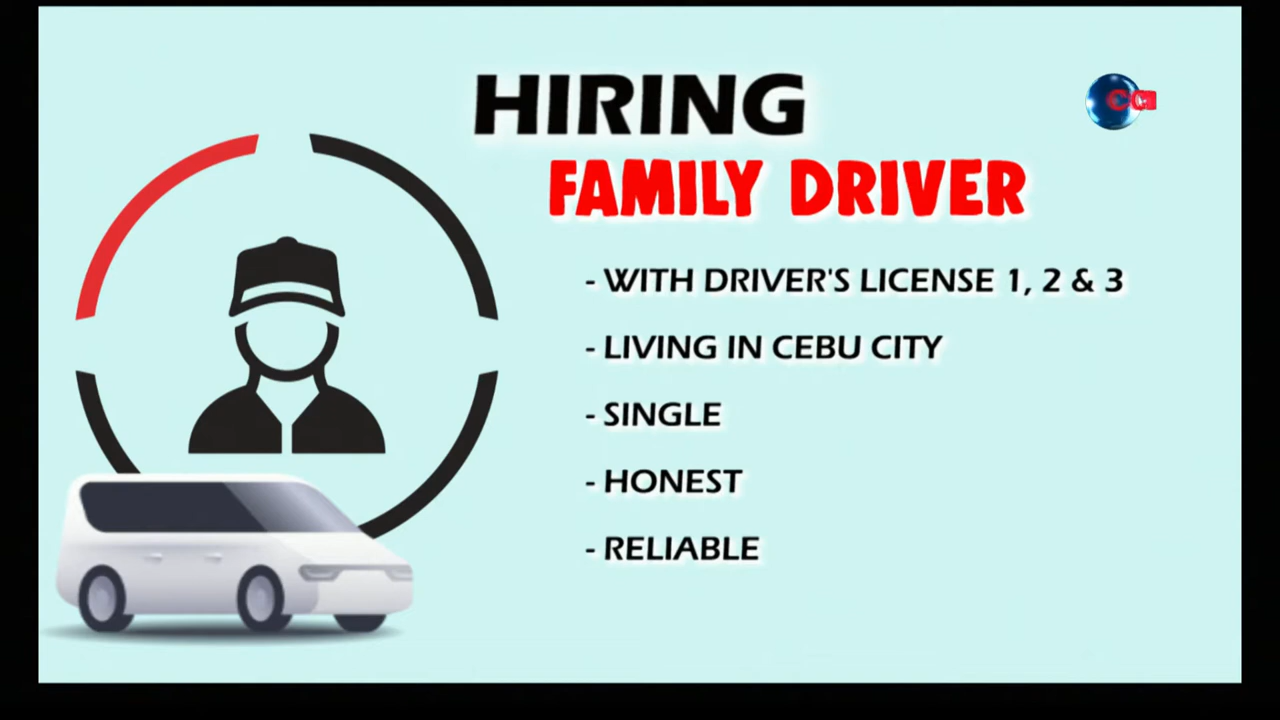 HIRING
FAMILY DRIVER
- WITH DRIVER'S LICENSE 1, 2 & 3
- LIVING IN CEBU CITY
- SINGLE
- HONEST
- RELIABLE